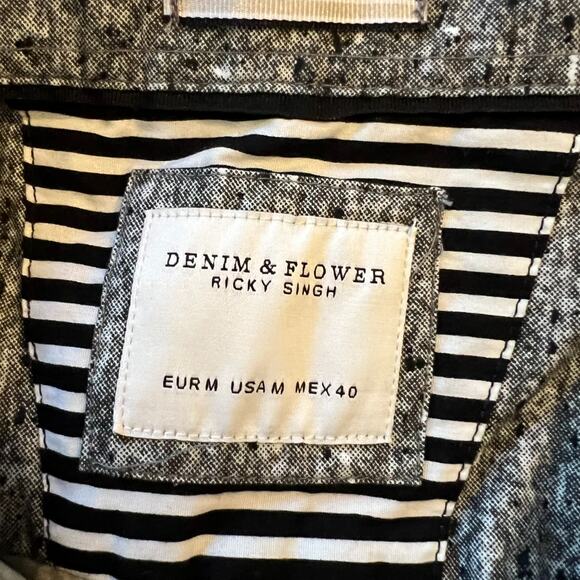 DENIM & FLOWER
RICKY SINGH
EUR M USA M MEX 40